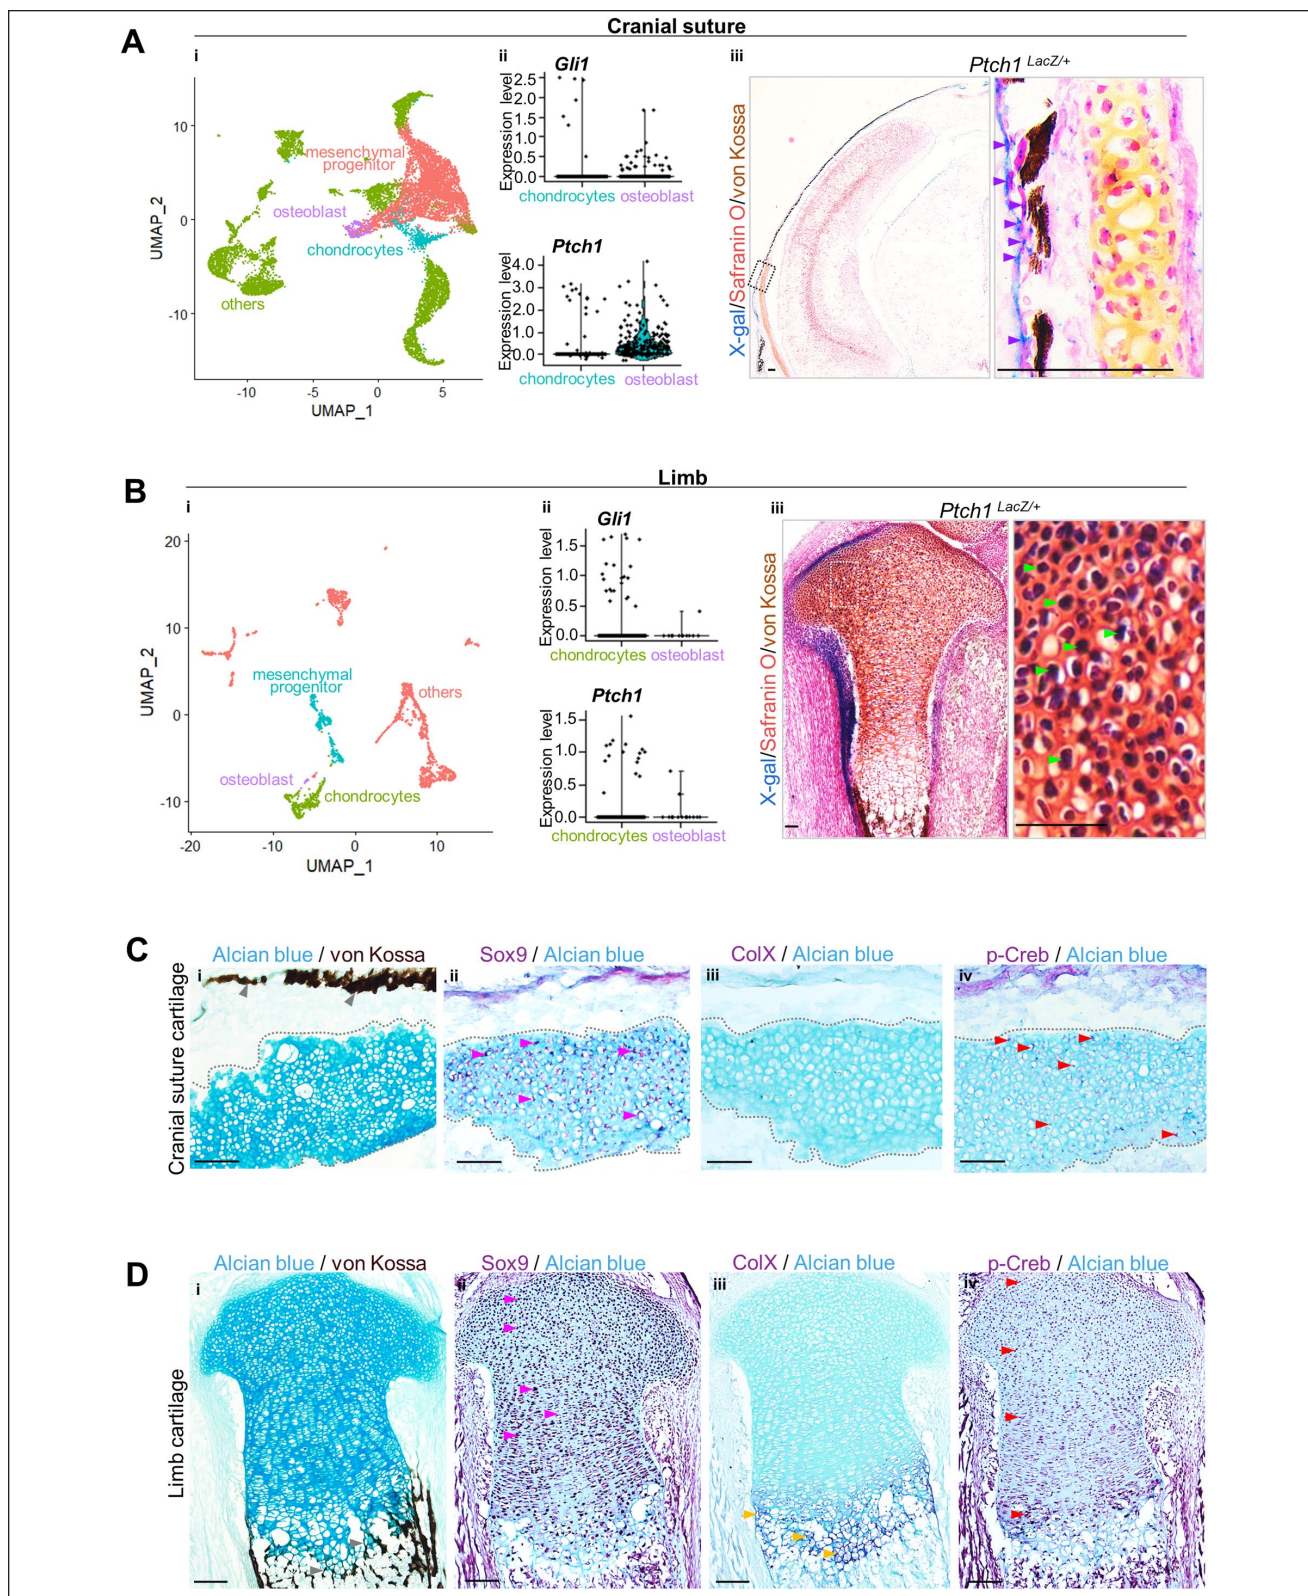 Cranial suture
A
i
ii
iii
Gli1
Ptch1 LacZ/+
10
0
-10
UMAP_2
mesenchymal
progenitor
osteoblast
chondrocytes
others
-10
-5
0
5
UMAP_1
2.5
2.0
1.5
1.0
0.5
0.0
Expression level
chondrocytes osteoblast
Ptch1
4.0
3.0
2.0
1.0
0.0
Expression level
chondrocytes osteoblast
X-gal/Safranin O/von Kossa
Limb
B
i
ii
iii
Gli1
Ptch1 LacZ/+
20
10
0
-10
UMAP_2
mesenchymal
progenitor
others
osteoblast
chondrocytes
-20
-10
0
10
UMAP_1
1.5
1.0
0.5
0.0
Expression level
chondrocytes osteoblast
Ptch1
1.5
1.0
0.5
0.0
Expression level
chondrocytes osteoblast
X-gal/Safranin O/von Kossa
C
Alcian blue / von Kossa
Sox9 / Alcian blue
ColX / Alcian blue
p-Creb / Alcian blue
i
ii
iii
iv
Cranial suture cartilage
D
Alcian blue / von Kossa
Sox9 / Alcian blue
ColX / Alcian blue
p-Creb / Alcian blue
i
ii
iii
iv
Limb cartilage